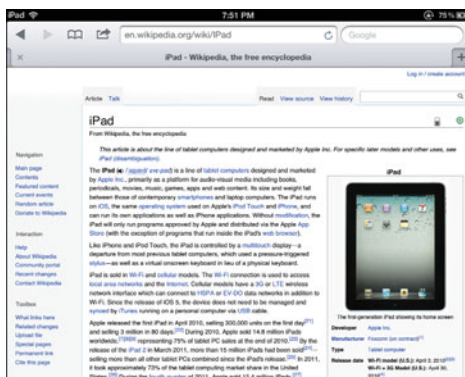 iPad
7:51 PM
75%
en.wikipedia.org/wiki/IPad
Google
iPad - Wikipedia, the free encyclopedia
Log in / create account
Article Talk
Read View source View history
iPad
From Wikipedia, the free encyclopedia
This article is about the line of tablet computers designed and marketed by Apple Inc. For specific later models and other uses, see
iPad (disambiguation).
Navigation
Main page
Contents
Featured content
Current events
Random article
Donate to Wikipedia
Interaction
Help
About Wikipedia
Community portal
Recent changes
Contact Wikipedia
Toolbox
What links here
Related changes
Upload file
Special pages
Permanent link
Cite this page
The iPad is a line of tablet computers designed and marketed
by Apple Inc., primarily as a platform for audio-visual media including books,
periodicals, movies, music, games, apps and web content. Its size and weight fall
between those of contemporary smartphones and laptop computers. The iPad runs
on iOS, the same operating system used on Apple's iPod Touch and iPhone, and
can run its own applications as well as iPhone applications. Without modification, the
iPad will only run programs approved by Apple and distributed via the Apple App
Store (with the exception of programs that run inside the iPad's web browser).
Like iPhone and iPod Touch, the iPad is controlled by a multitouch display—a
departure from most previous tablet computers, which used a pressure-triggered
stylus—as well as a virtual onscreen keyboard in lieu of a physical keyboard.
iPad is sold in Wi-Fi and cellular models. The Wi-Fi connection is used to access
local area networks and the Internet. Cellular models have a 3G or LTE wireless
network interface which can connect to HSPA or EV-DO data networks in addition to
Wi-Fi. Since the release of iOS 5, the device does not need to be managed and
synced by iTunes running on a personal computer via USB cable.
Apple released the first iPad in April 2010, selling 300,000 units on the first day
and selling 3 million in 80 days. During 2010, Apple sold 14.8 million iPads
worldwide, representing 75% of tablet PC sales at the end of 2010. By the
release of the iPad 2 in March 2011, more than 15 million iPads had been sold —
selling more than all other tablet PCs combined since the iPad's release. In 2011,
it took approximately 73% of the tablet computing market share in the United
iPad
The first-generation iPad showing its home screen
Developer Apple Inc.
Manufacturer Foxconn (on contract)
Type Tablet computer
Release date Wi-Fi model (U.S.): April 3, 2010
Wi-Fi + 3G Model (U.S.): April 30,